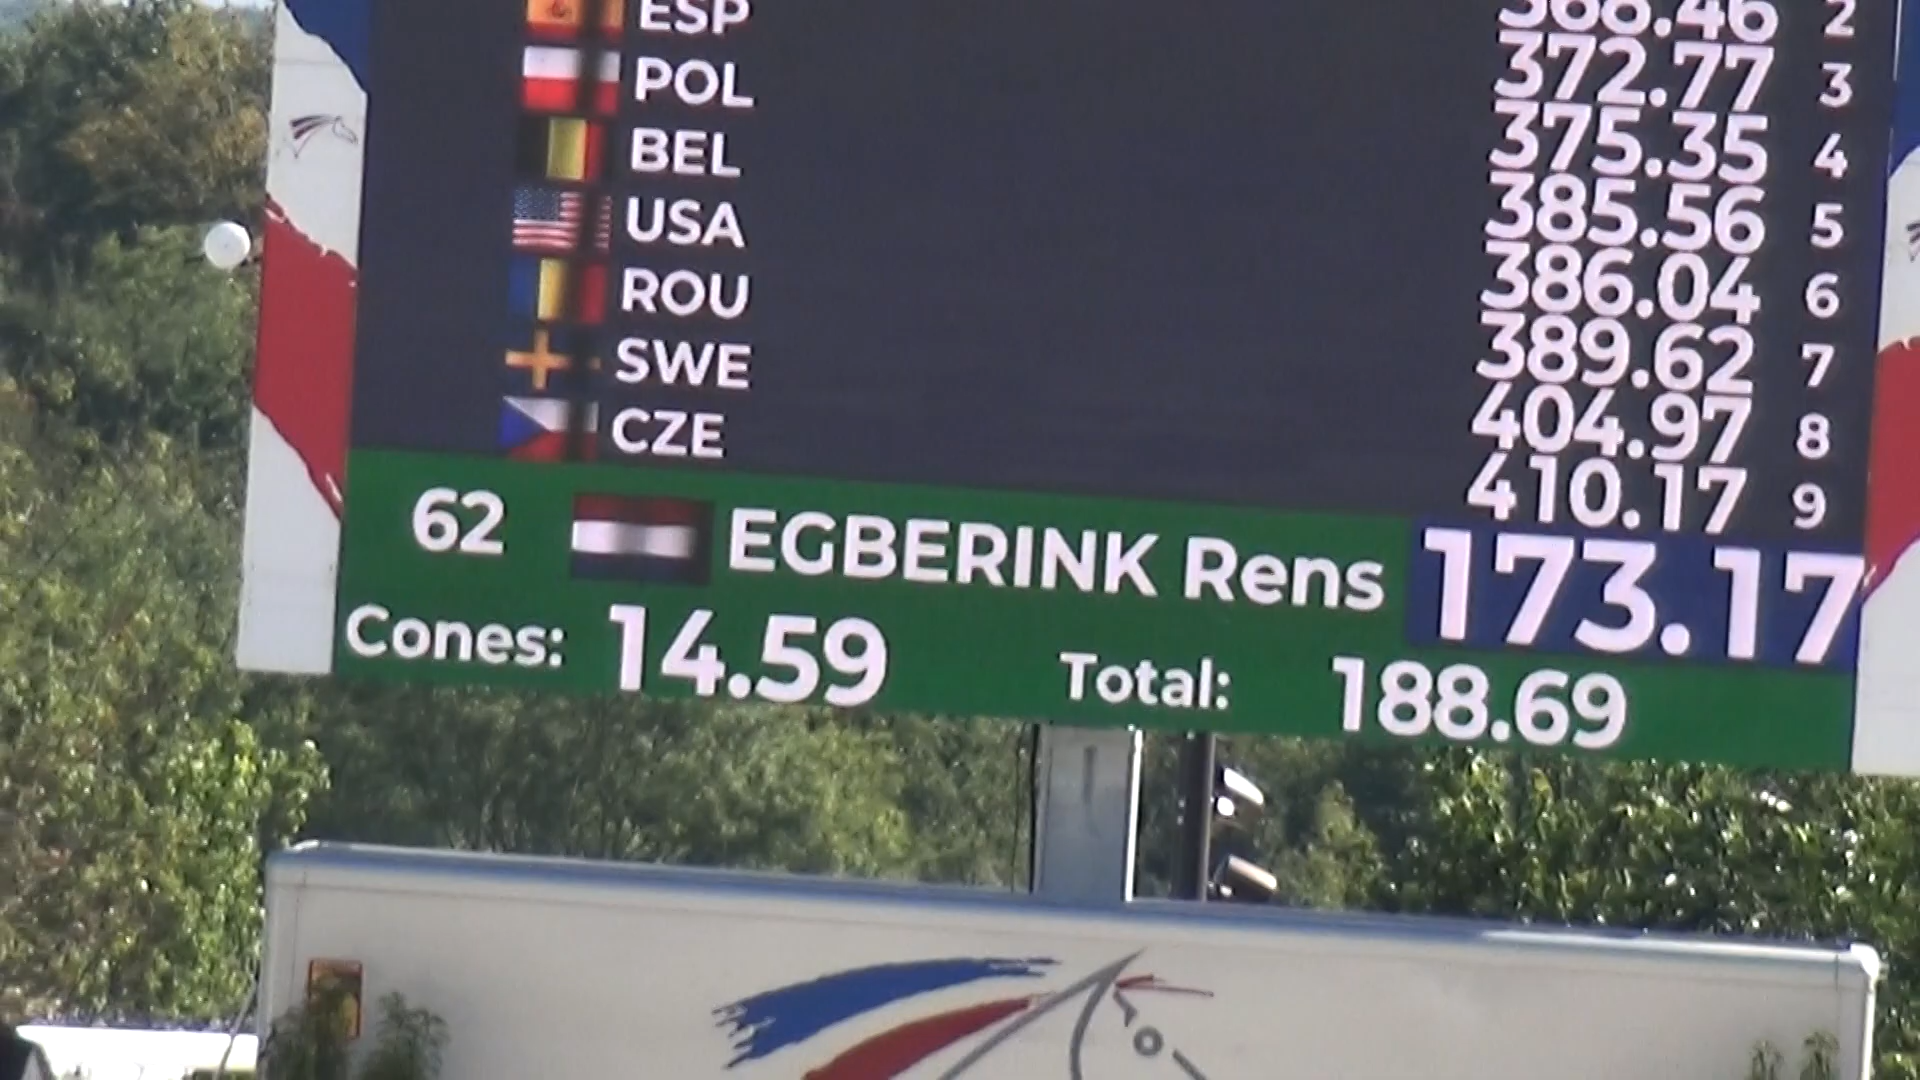 368.46 2
ESP 372.77 3
POL 375.35 4
BEL 385.56 5
USA 386.04 6
ROU 389.62 7
SWE 404.97 8
CZE 410.17 9
62 EGBERINK Rens 173.17
Cones: 14.59 Total: 188.69